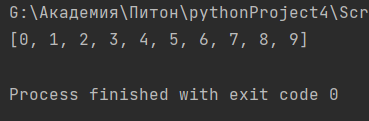 G:\Академия\Питон\pythonProject4\Scr
[0, 1, 2, 3, 4, 5, 6, 7, 8, 9]
Process finished with exit code 0